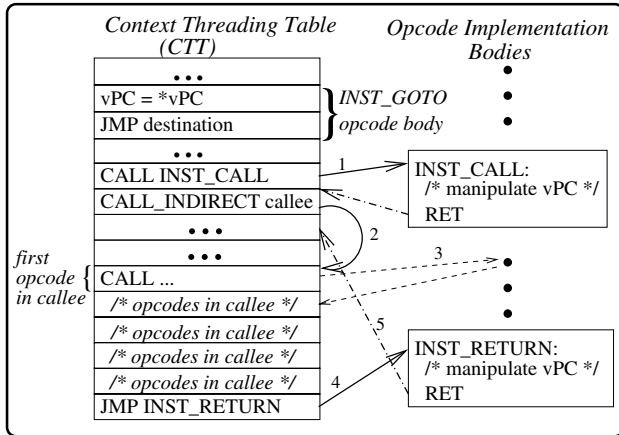 Context Threading Table
(CTT)
Opcode Implementation
Bodies
...
vPC = *vPC
JMP destination
INST_GOTO
opcode body
...
CALL INST_CALL
CALL_INDIRECT callee
1
INST_CALL:
/* manipulate vPC */
RET
...
2
...
first
opcode
in callee
CALL ...
3
/* opcodes in callee */
/* opcodes in callee */
/* opcodes in callee */
/* opcodes in callee */
5
JMP INST_RETURN
4
INST_RETURN:
/* manipulate vPC */
RET